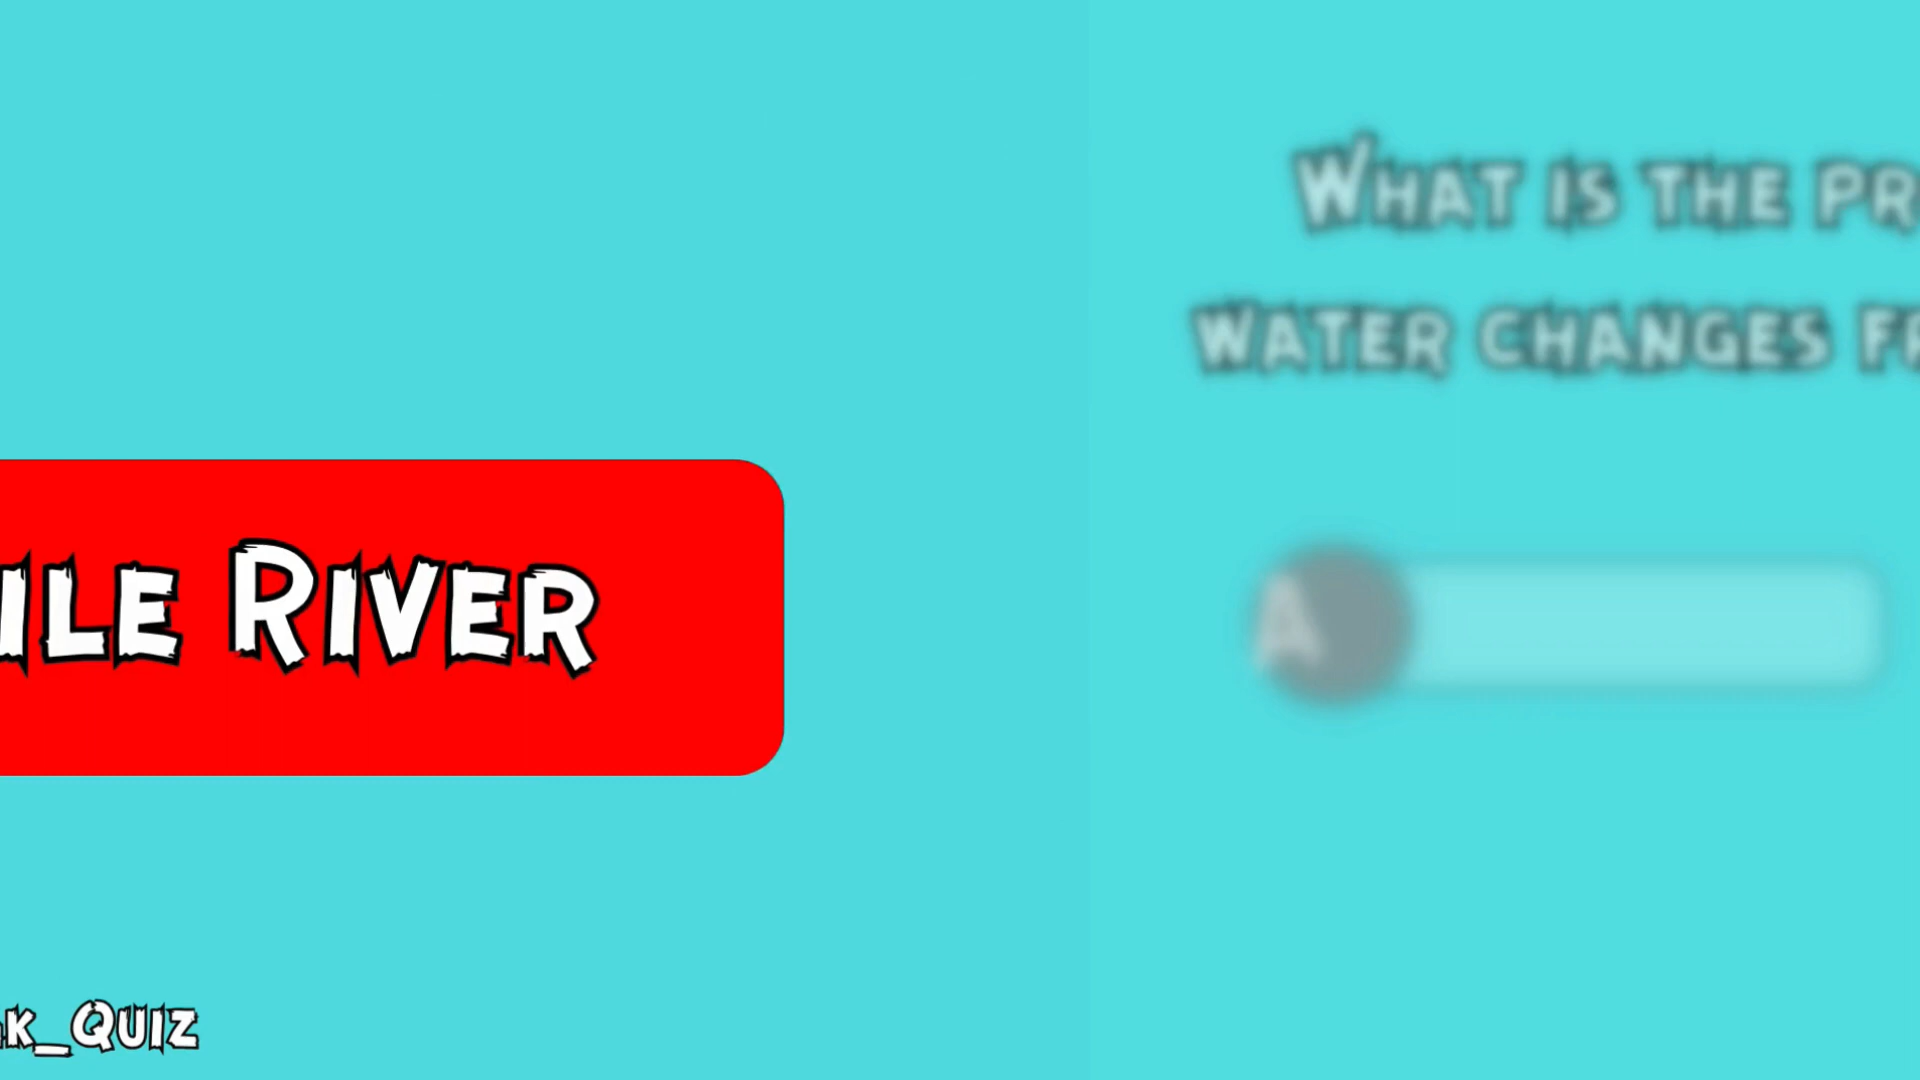 ILE RIVER
K_QUIZ
WHAT IS THE PR
WATER CHANGES FR
A